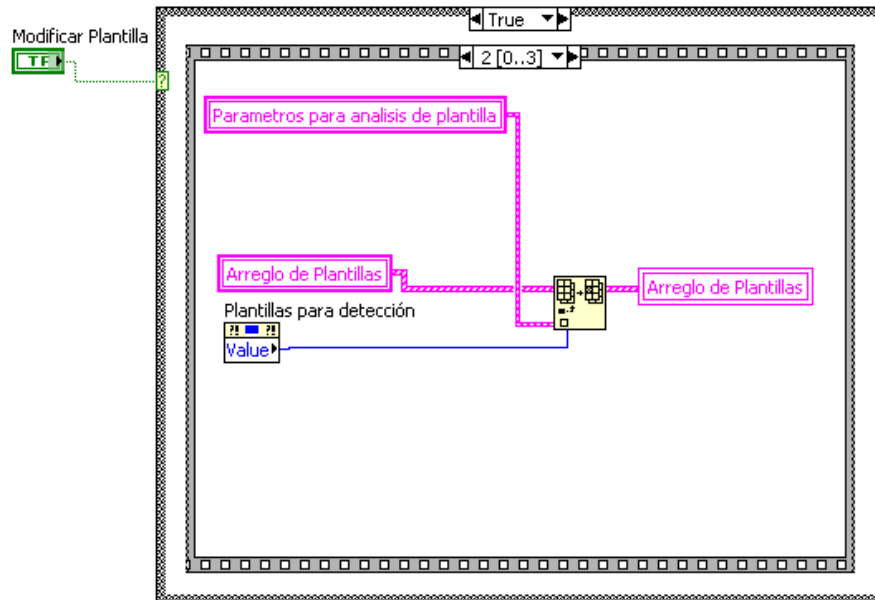 True
Modificar Plantilla
TF
2 [0..3]
?
Parametros para analisis de plantilla
Arreglo de Plantillas
Arreglo de Plantillas
Plantillas para detección
?! ?!
Value